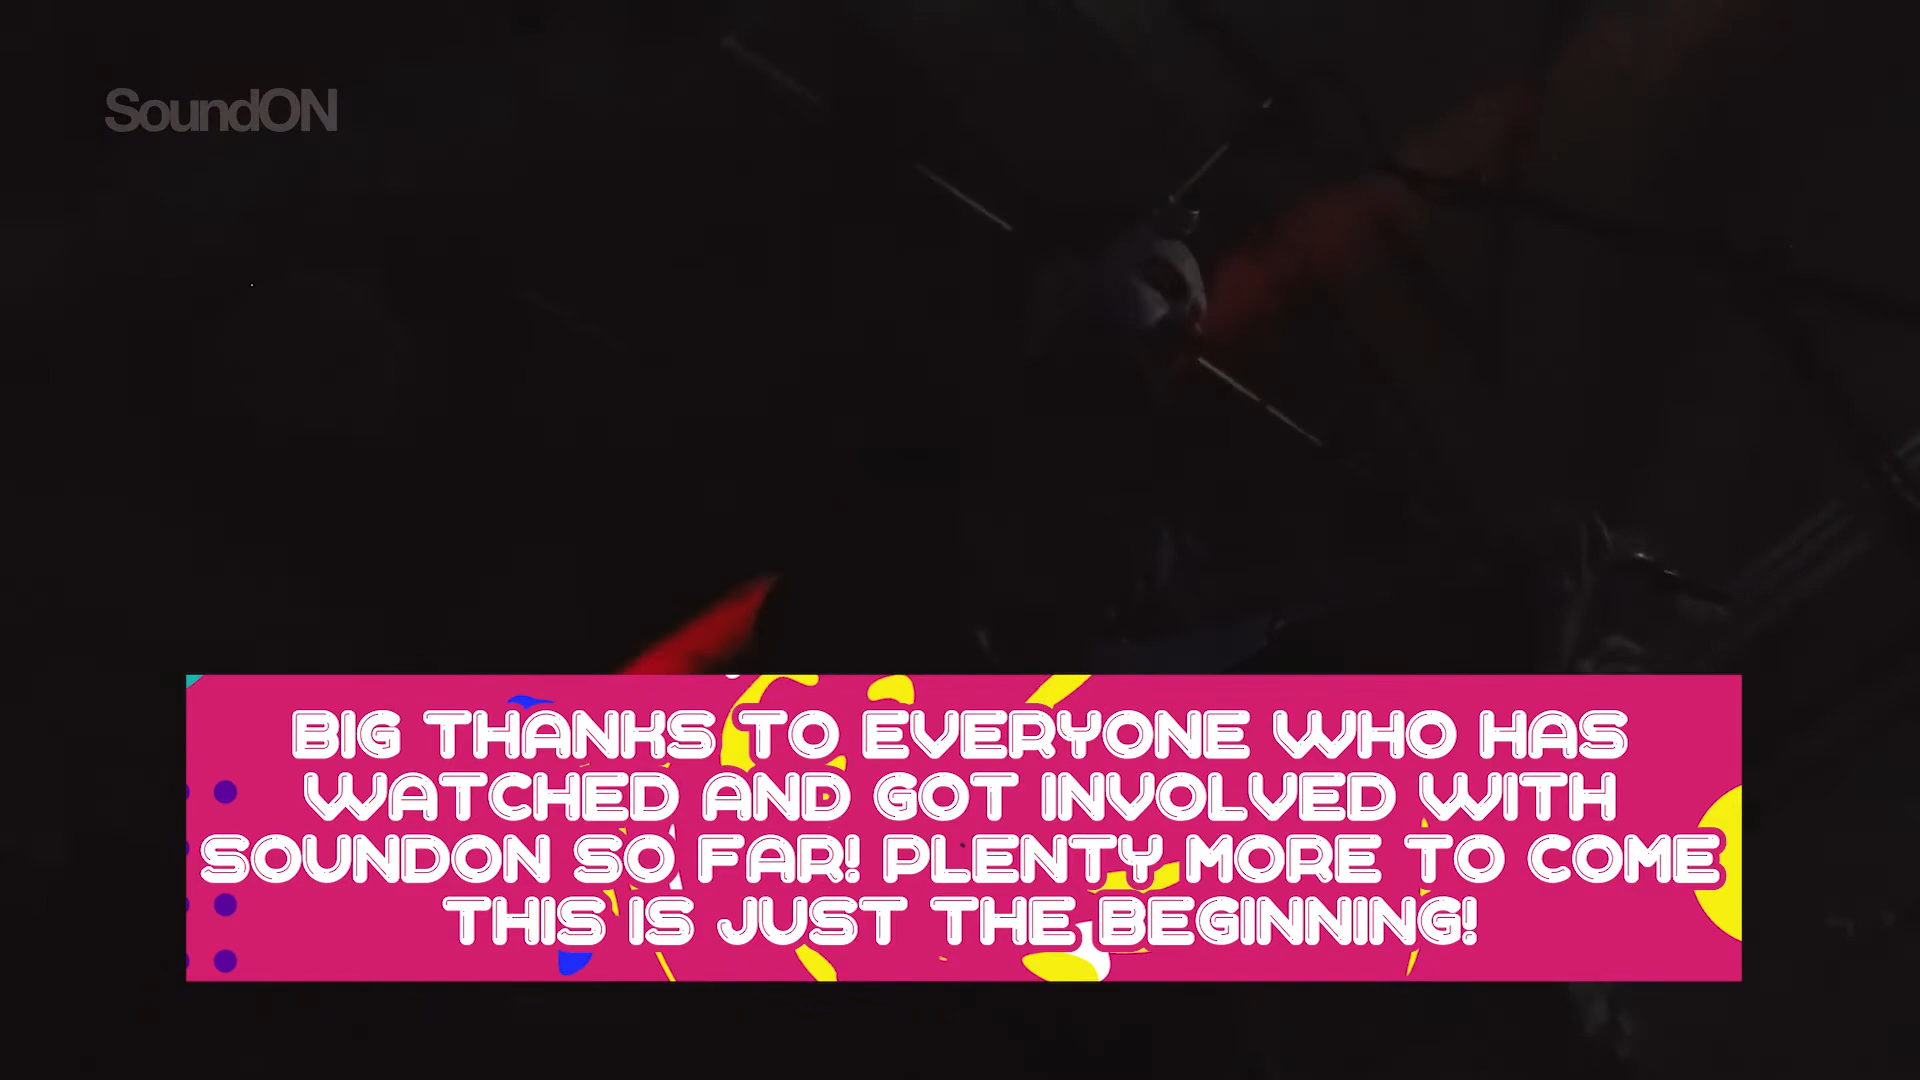 SoundON
BIG THANKS TO EVERYONE WHO HAS
WATCHED AND GOT INVOLVED WITH
SOUNDON SO FAR! PLENTY MORE TO COME
THIS IS JUST THE BEGINNING!